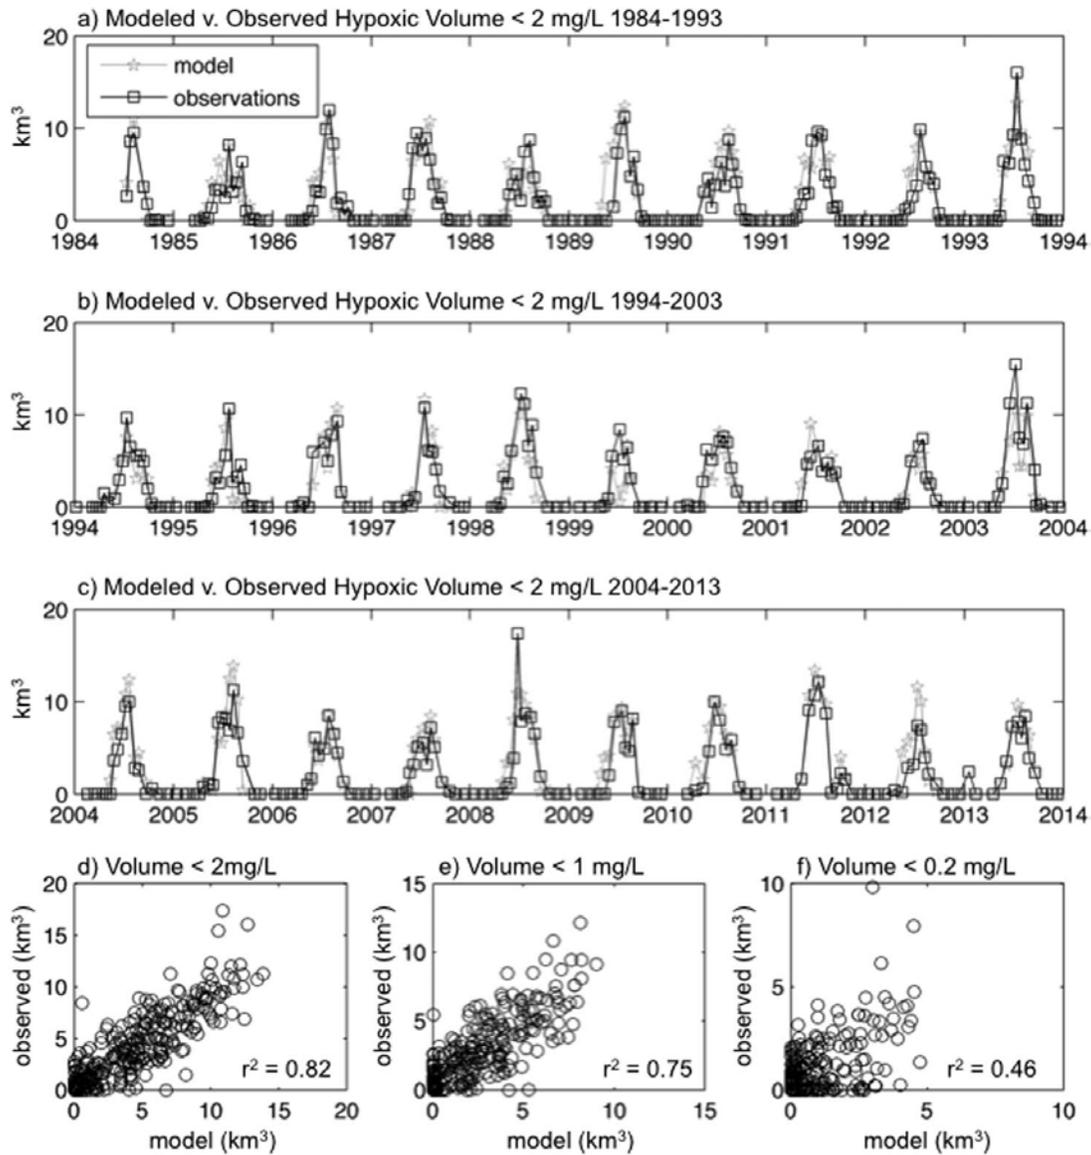 a) Modeled v. Observed Hypoxic Volume < 2 mg/L 1984-1993
20
model
observations
km³
10
0
1984 1985 1986 1987 1988 1989 1990 1991 1992 1993 1994
b) Modeled v. Observed Hypoxic Volume < 2 mg/L 1994-2003
20
km³
10
0
1994 1995 1996 1997 1998 1999 2000 2001 2002 2003 2004
c) Modeled v. Observed Hypoxic Volume < 2 mg/L 2004-2013
20
km³
10
0
2004 2005 2006 2007 2008 2009 2010 2011 2012 2013 2014
d) Volume < 2mg/L
20
15
10
5
0
observed (km³)
r² = 0.82
0 5 10 15 20
model (km³)
e) Volume < 1 mg/L
15
10
5
0
observed (km³)
r² = 0.75
0 5 10 15
model (km³)
f) Volume < 0.2 mg/L
10
8
6
4
2
0
observed (km³)
r² = 0.46
0 5 10
model (km³)